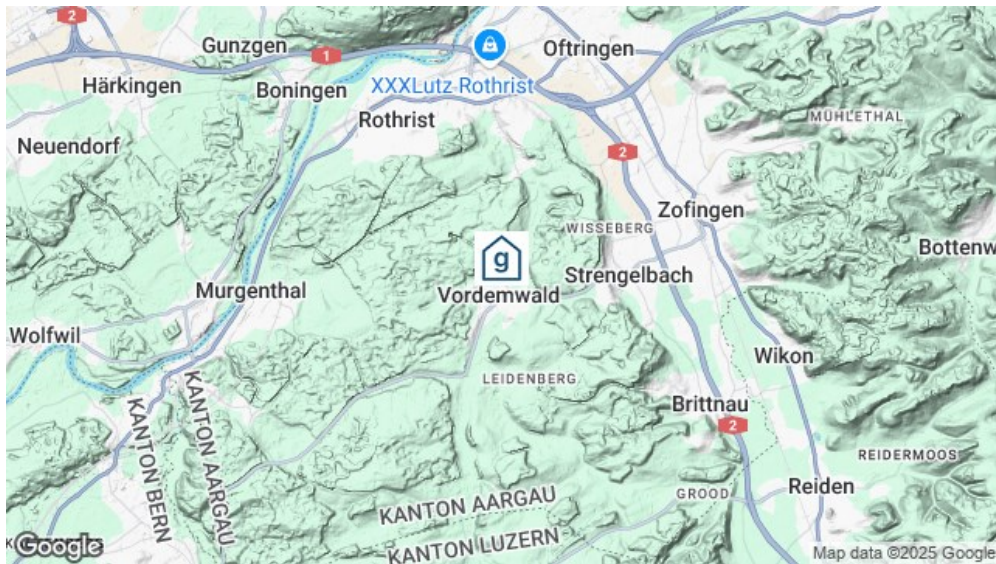 2
Gunzgen
1
Oftringen
Härkingen
Boningen
XXXLutz Rothrist
Rothrist
MÜHLETHAL
Neuendorf
2
Zofingen
WISSEBERG
g
Bottenw
Strengelbach
Murgenthal
Vordemwald
Wolfwil
Wikon
LEIDENBERG
KANTON BERN
KANTON AARGAU
Brittnau
2
REIDERMOOS
Reiden
GROOD
KANTON AARGAU
KANTON LUZERN
Google
Map data ©2025 Google